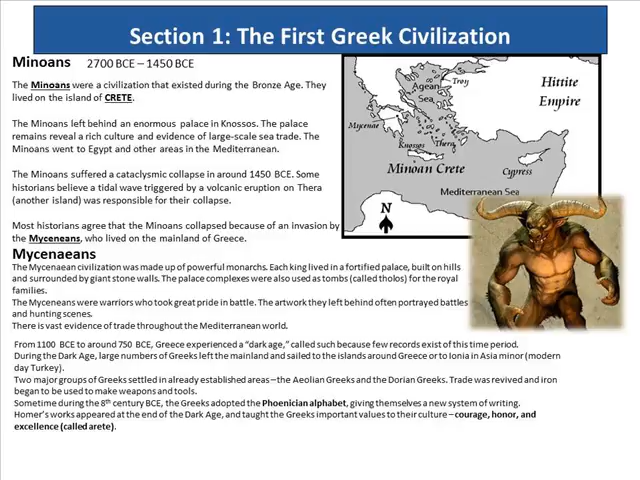 Section 1: The First Greek Civilization
Minoans 2700 BCE – 1450 BCE
The Minoans were a civilization that existed during the Bronze Age. They
lived on the island of CRETE.
The Minoans left behind an enormous palace in Knossos. The palace
remains reveal a rich culture and evidence of large-scale sea trade. The
Minoans went to Egypt and other areas in the Mediterranean.
The Minoans suffered a cataclysmic collapse in around 1450 BCE. Some
historians believe a tidal wave triggered by a volcanic eruption on Thera
(another island) was responsible for their collapse.
Most historians agree that the Minoans collapsed because of an invasion by
the Myceneans, who lived on the mainland of Greece.
Troy
Agean
Sea
Hittite
Empire
Mycenae
Knossos
Thera
Minoan Crete
Cyprus
Mediterranean Sea
N
Mycenaeans
The Mycenaean civilization was made up of powerful monarchs. Each king lived in a fortified palace, built on hills
and surrounded by giant stone walls. The palace complexes were also used as tombs (called tholos) for the royal
families.
The Myceneans were warriors who took great pride in battle. The artwork they left behind often portrayed battles
and hunting scenes.
There is vast evidence of trade throughout the Mediterranean world.
From 1100 BCE to around 750 BCE, Greece experienced a “dark age,” called such because few records exist of this time period.
During the Dark Age, large numbers of Greeks left the mainland and sailed to the islands around Greece or to Ionia in Asia minor (modern
day Turkey).
Two major groups of Greeks settled in already established areas – the Aeolian Greeks and the Dorian Greeks. Trade was revived and iron
began to be used to make weapons and tools.
Sometime during the 8th century BCE, the Greeks adopted the Phoenician alphabet, giving themselves a new system of writing.
Homer’s works appeared at the end of the Dark Age, and taught the Greeks important values to their culture – courage, honor, and
excellence (called arete).